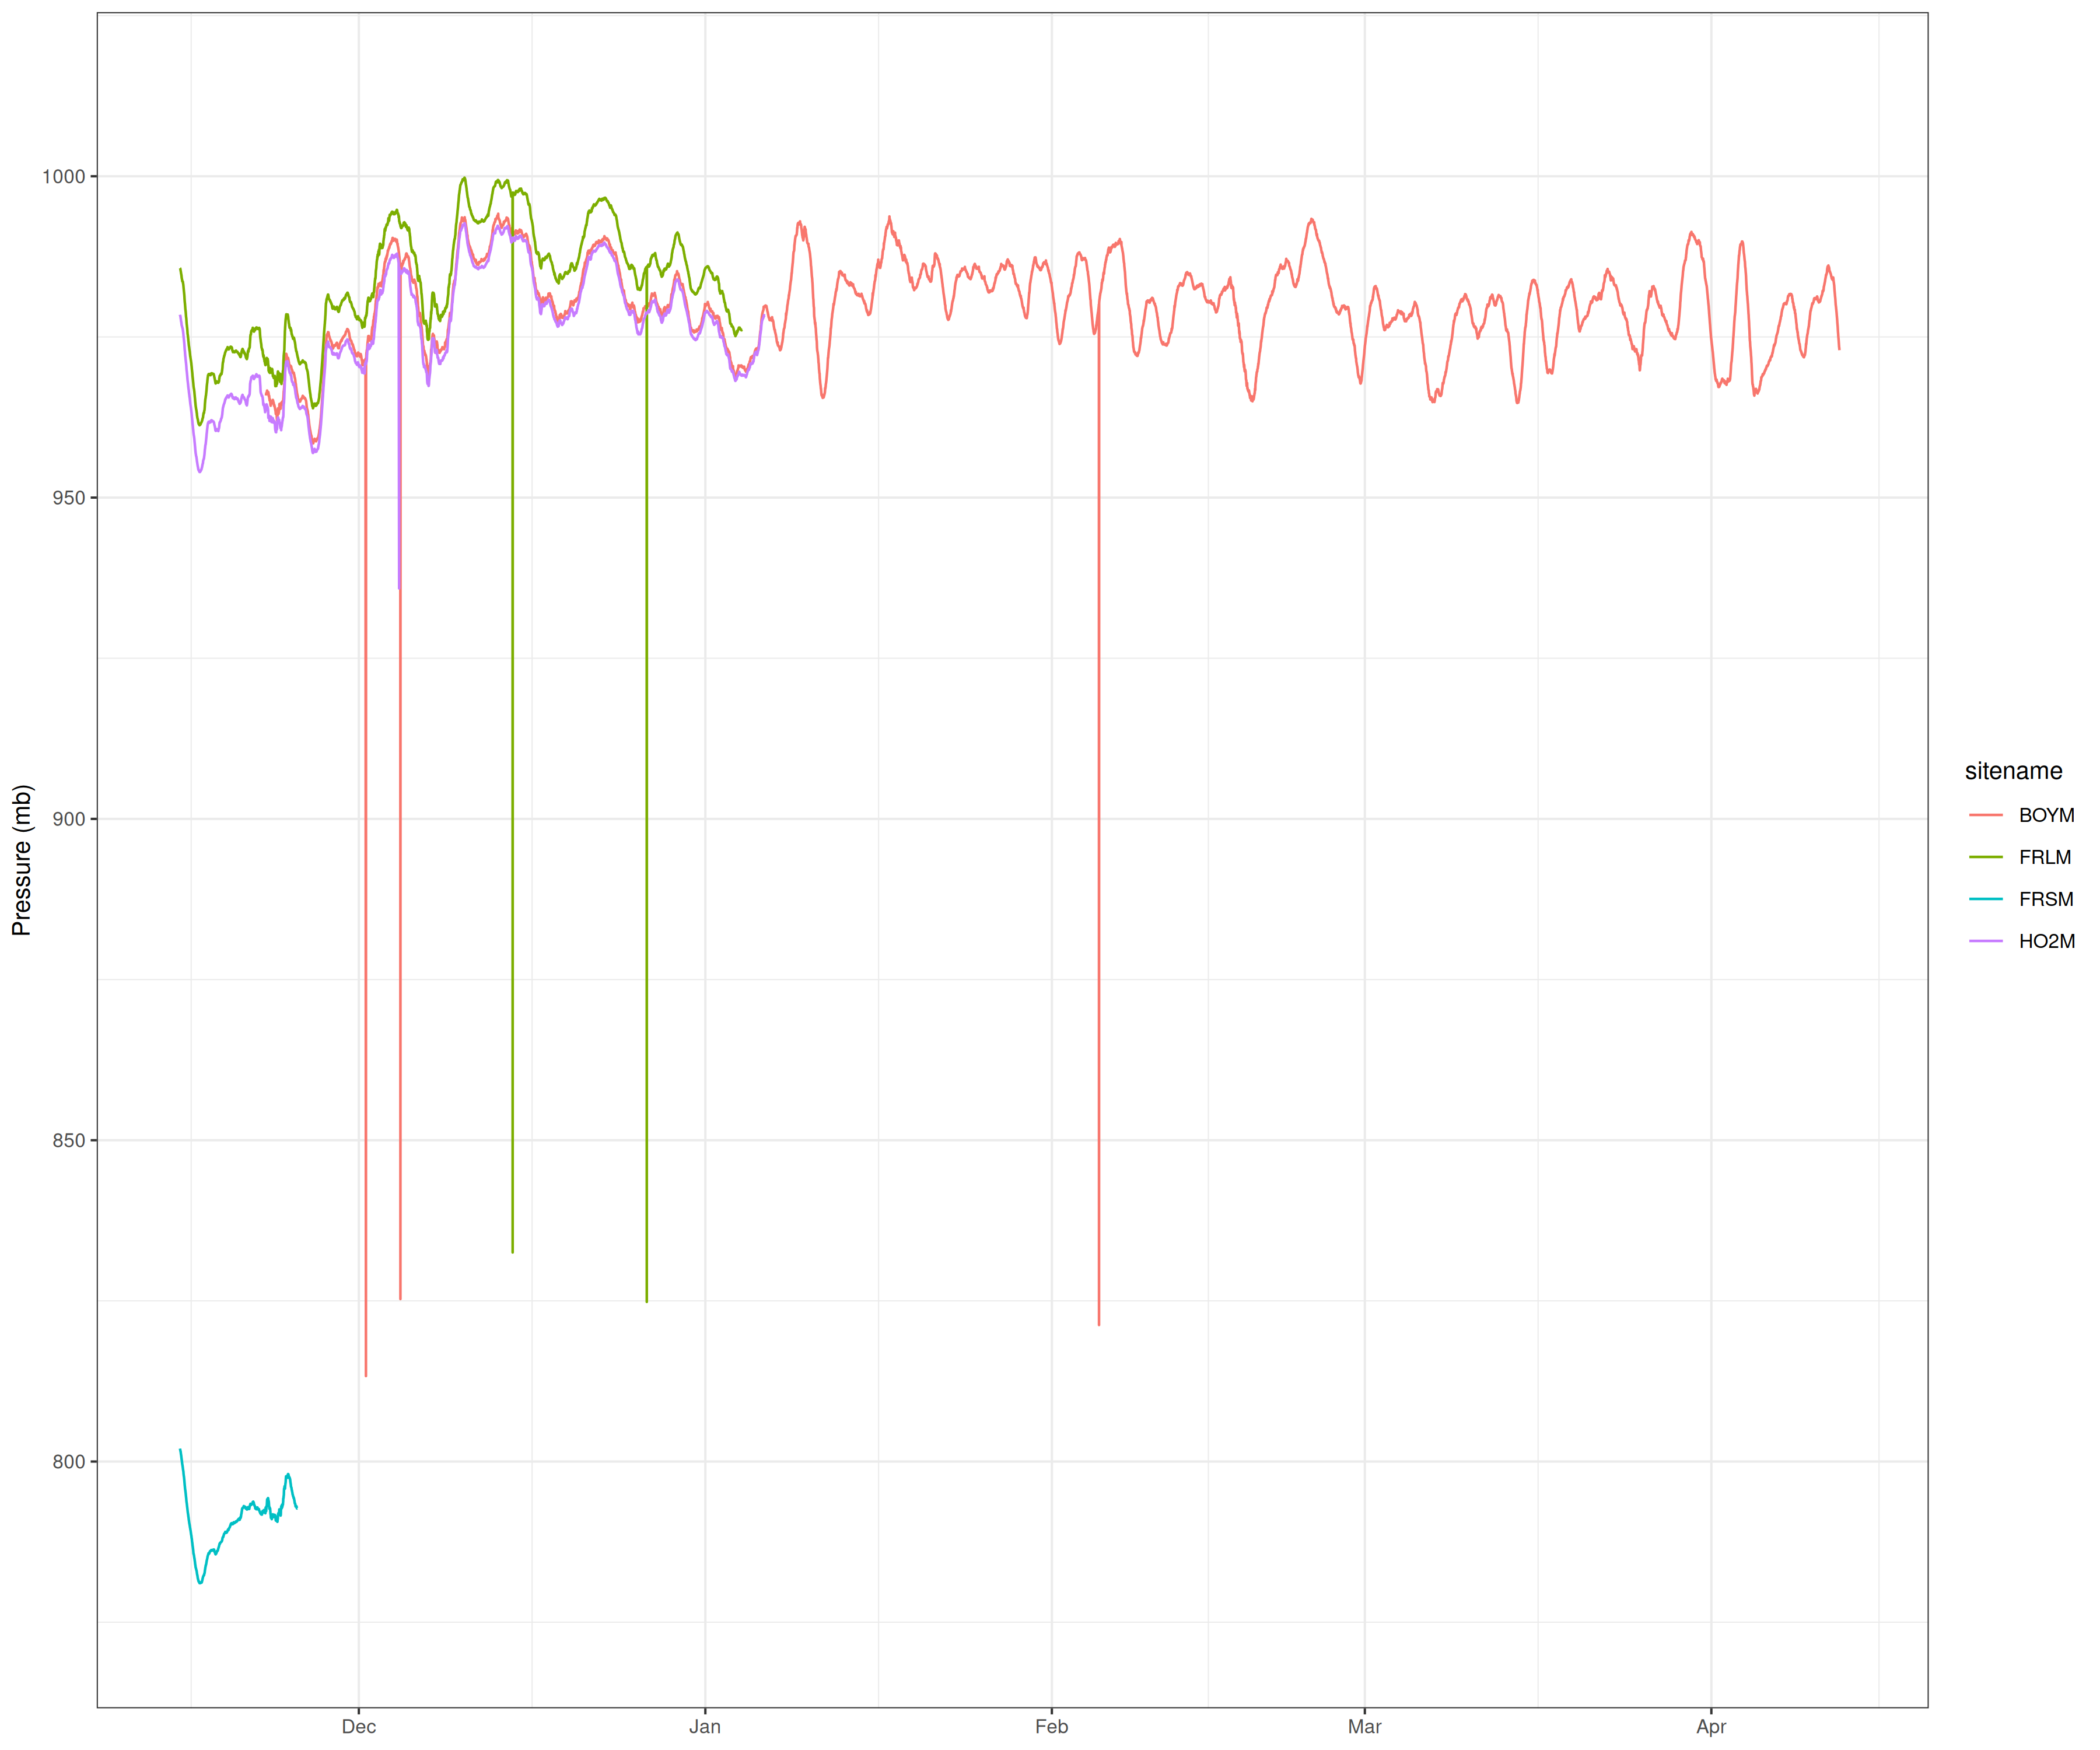 1000
950
900
850
800
Pressure (mb)
Dec
Jan
Feb
Mar
Apr
sitename
BOYM
FRLM
FRSM
HO2M